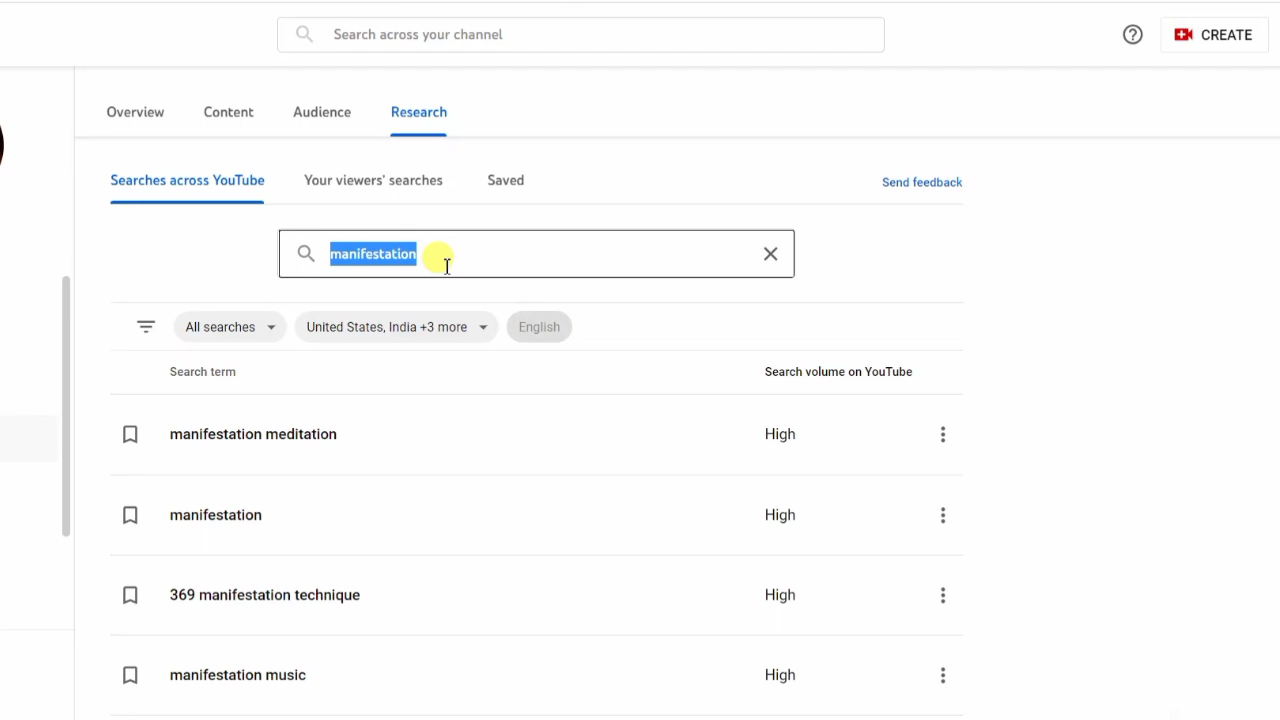 Search across your channel
CREATE
Overview Content Audience Research
Searches across YouTube Your viewers' searches Saved Send feedback
manifestation
All searches United States, India +3 more English
Search term Search volume on YouTube
manifestation meditation High
manifestation High
369 manifestation technique High
manifestation music High